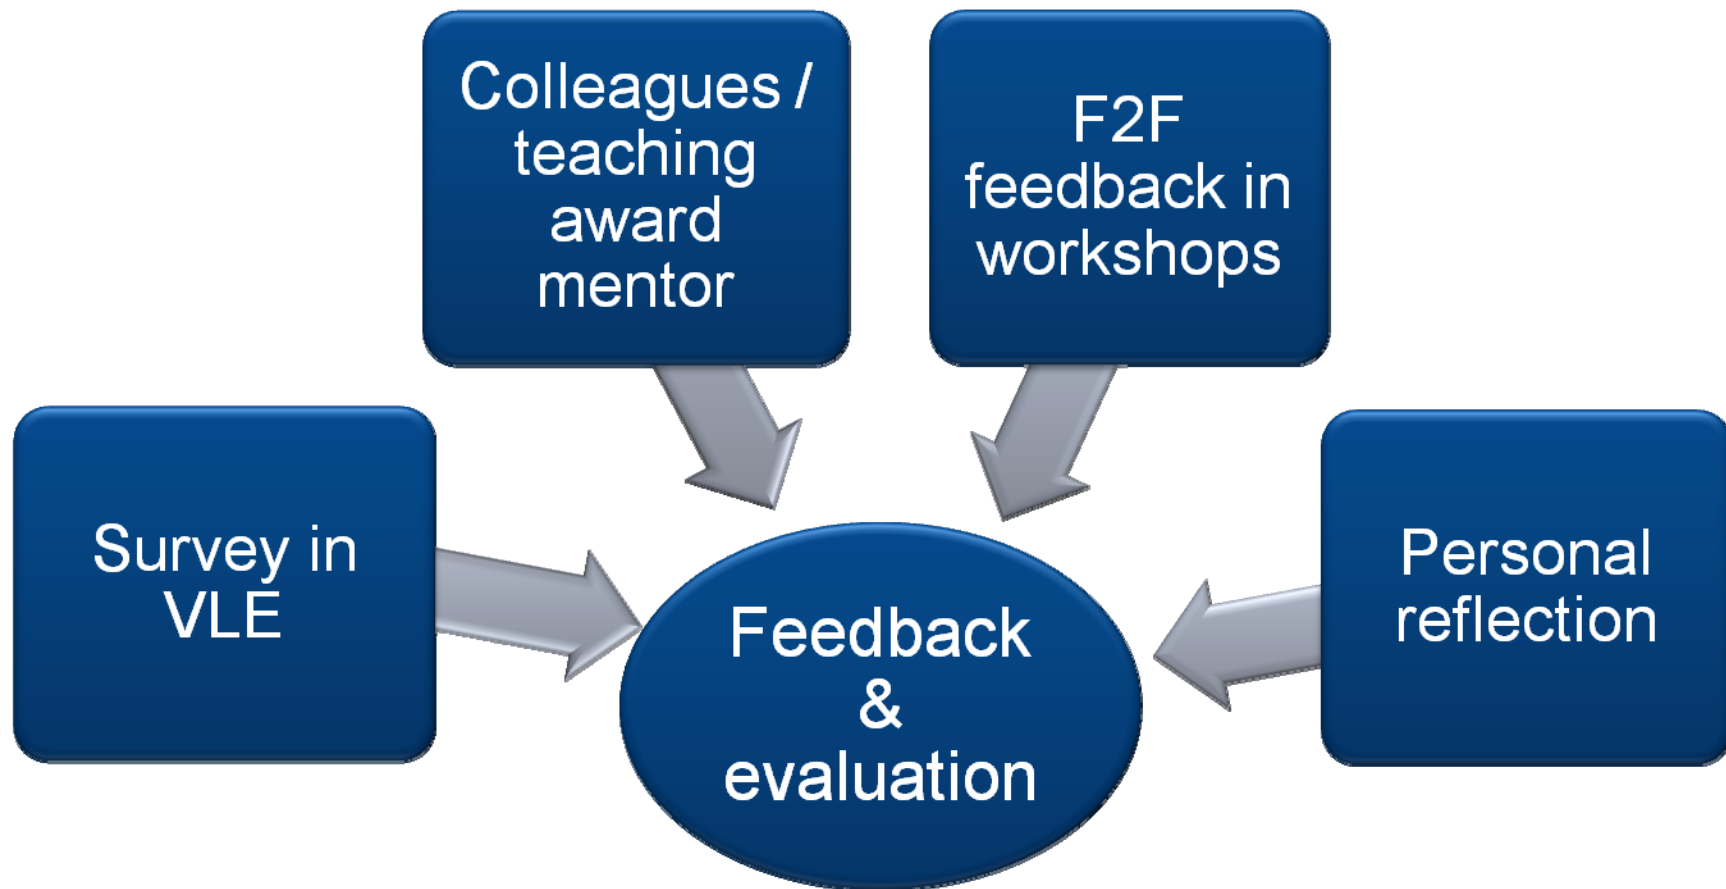 Colleagues /
teaching
award
mentor
F2F
feedback in
workshops
Survey in
VLE
Personal
reflection
Feedback
&
evaluation